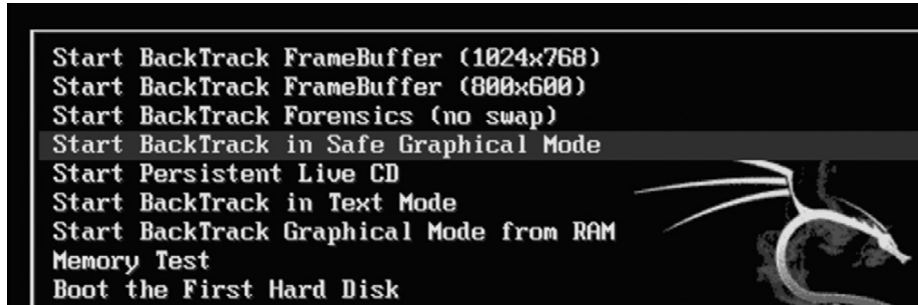 Start BackTrack FrameBuffer (1024x768)
Start BackTrack FrameBuffer (800x600)
Start BackTrack Forensics (no swap)
Start BackTrack in Safe Graphical Mode
Start Persistent Live CD
Start BackTrack in Text Mode
Start BackTrack Graphical Mode from RAM
Memory Test
Boot the First Hard Disk